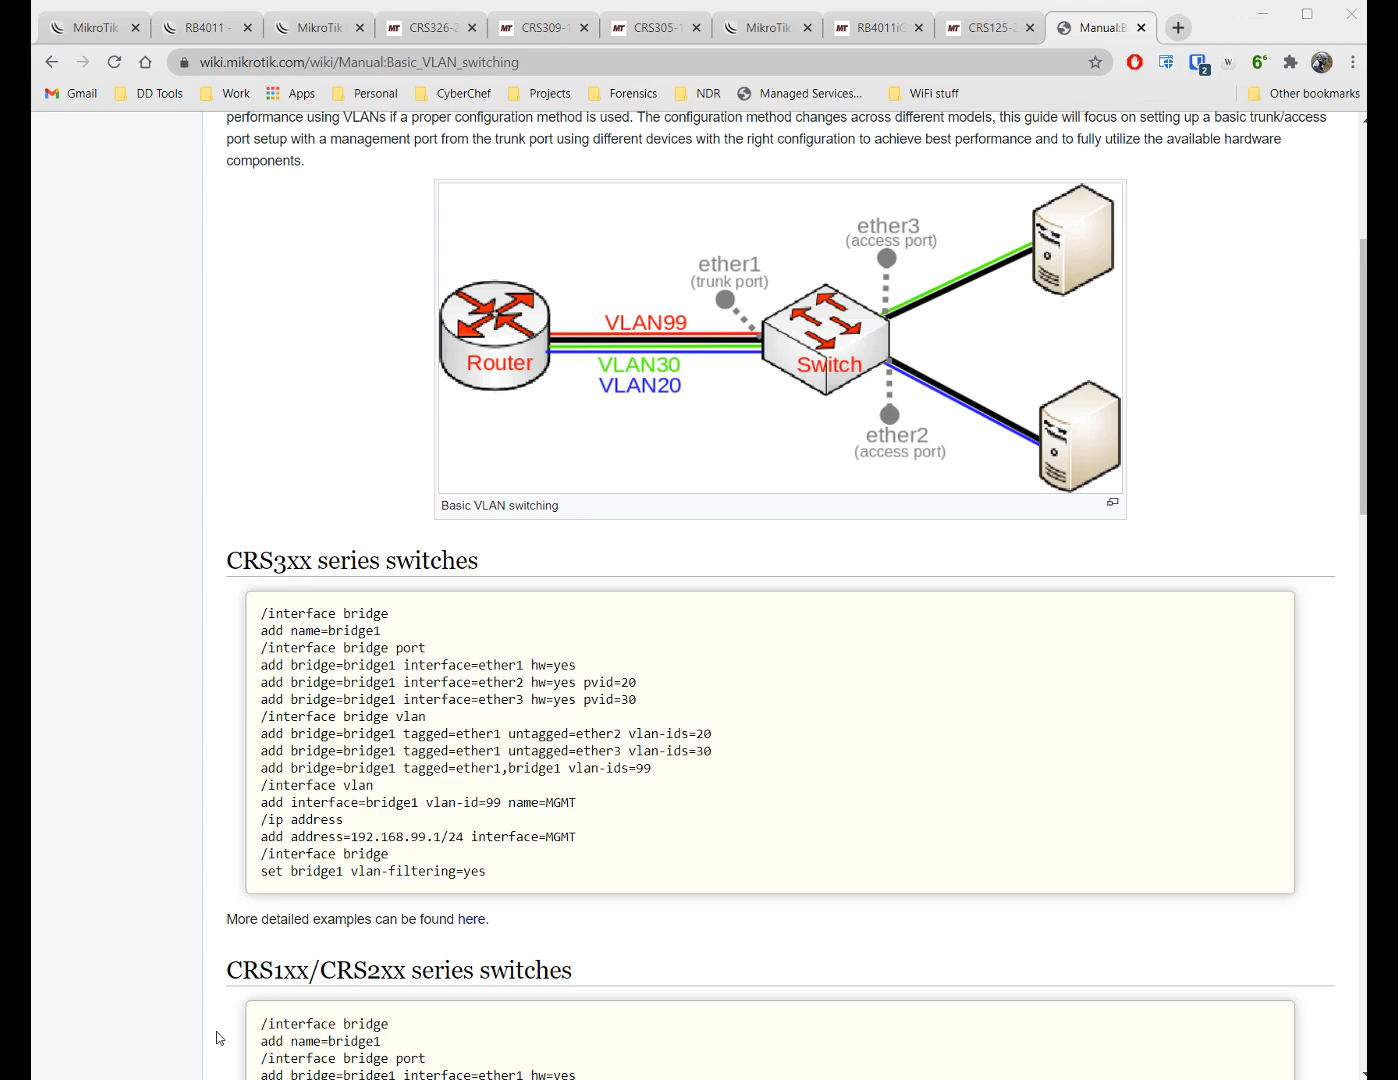 MikroTik
RB4011 -
MikroTik
CRS326-2
CRS309-1
CRS305-1
MikroTik
RB4011iG
CRS125-2
Manual:B
wiki.mikrotik.com/wiki/Manual:Basic_VLAN_switching
2
W
6⁶
Gmail
DD Tools
Work
Apps
Personal
CyberChef
Projects
Forensics
NDR
Managed Services...
WiFi stuff
Other bookmarks
performance using VLANs if a proper configuration method is used. The configuration method changes across different models, this guide will focus on setting up a basic trunk/access
port setup with a management port from the trunk port using different devices with the right configuration to achieve best performance and to fully utilize the available hardware
components.
ether3
(access port)
ether1
(trunk port)
VLAN99
Router
VLAN30
VLAN20
Switch
ether2
(access port)
Basic VLAN switching
CRS3xx series switches
/interface bridge
add name=bridge1
/interface bridge port
add bridge=bridge1 interface=ether1 hw=yes
add bridge=bridge1 interface=ether2 hw=yes pvid=20
add bridge=bridge1 interface=ether3 hw=yes pvid=30
/interface bridge vlan
add bridge=bridge1 tagged=ether1 untagged=ether2 vlan-ids=20
add bridge=bridge1 tagged=ether1 untagged=ether3 vlan-ids=30
add bridge=bridge1 tagged=ether1,bridge1 vlan-ids=99
/interface vlan
add interface=bridge1 vlan-id=99 name=MGMT
/ip address
add address=192.168.99.1/24 interface=MGMT
/interface bridge
set bridge1 vlan-filtering=yes
More detailed examples can be found here.
CRS1xx/CRS2xx series switches
/interface bridge
add name=bridge1
/interface bridge port
add bridge=bridge1 interface=ether1 hw=yes